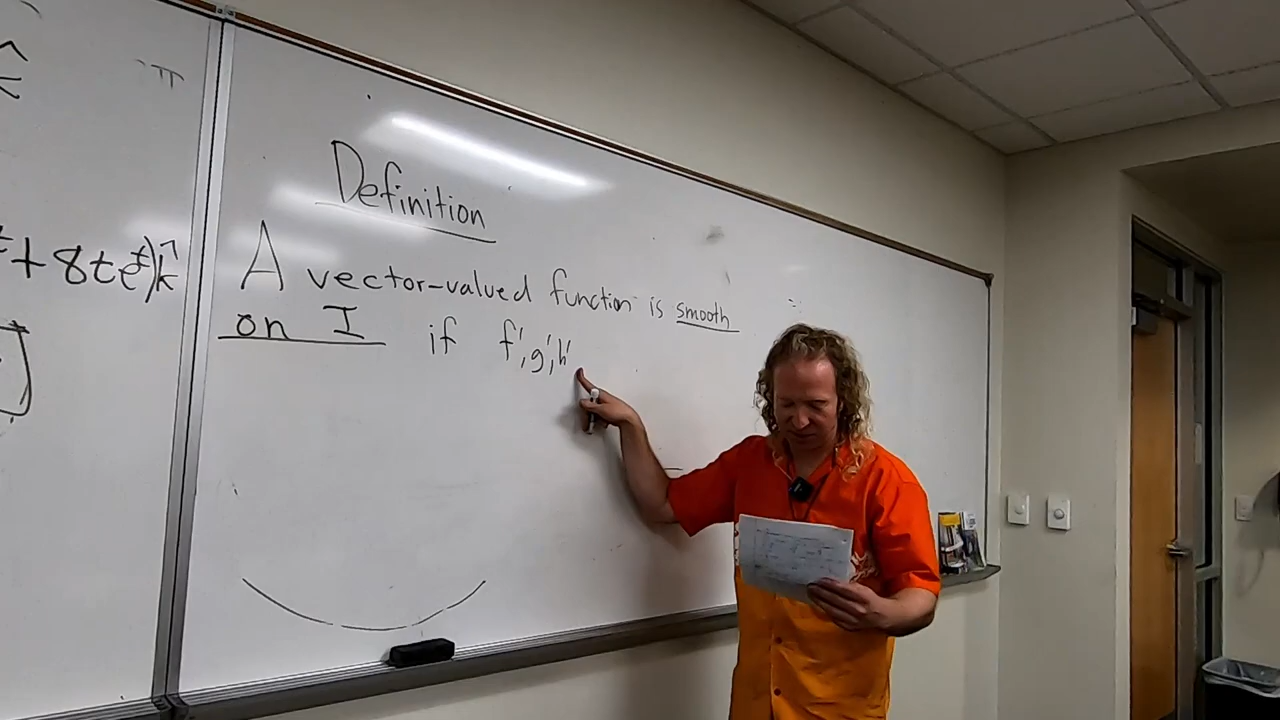 π
+8te^t)k̂
Definition
A vector-valued function is smooth
on I if f',g',h'